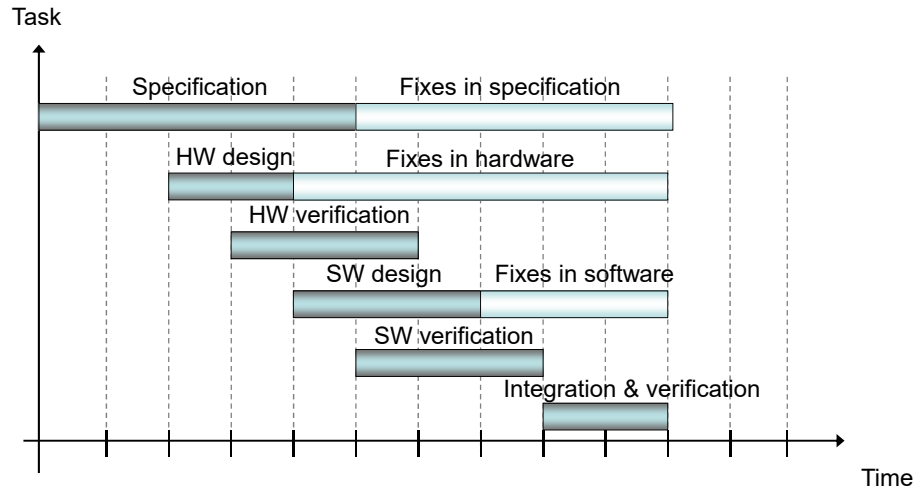 Task
Specification
Fixes in specification
HW design
Fixes in hardware
HW verification
SW design
Fixes in software
SW verification
Integration & verification
Time